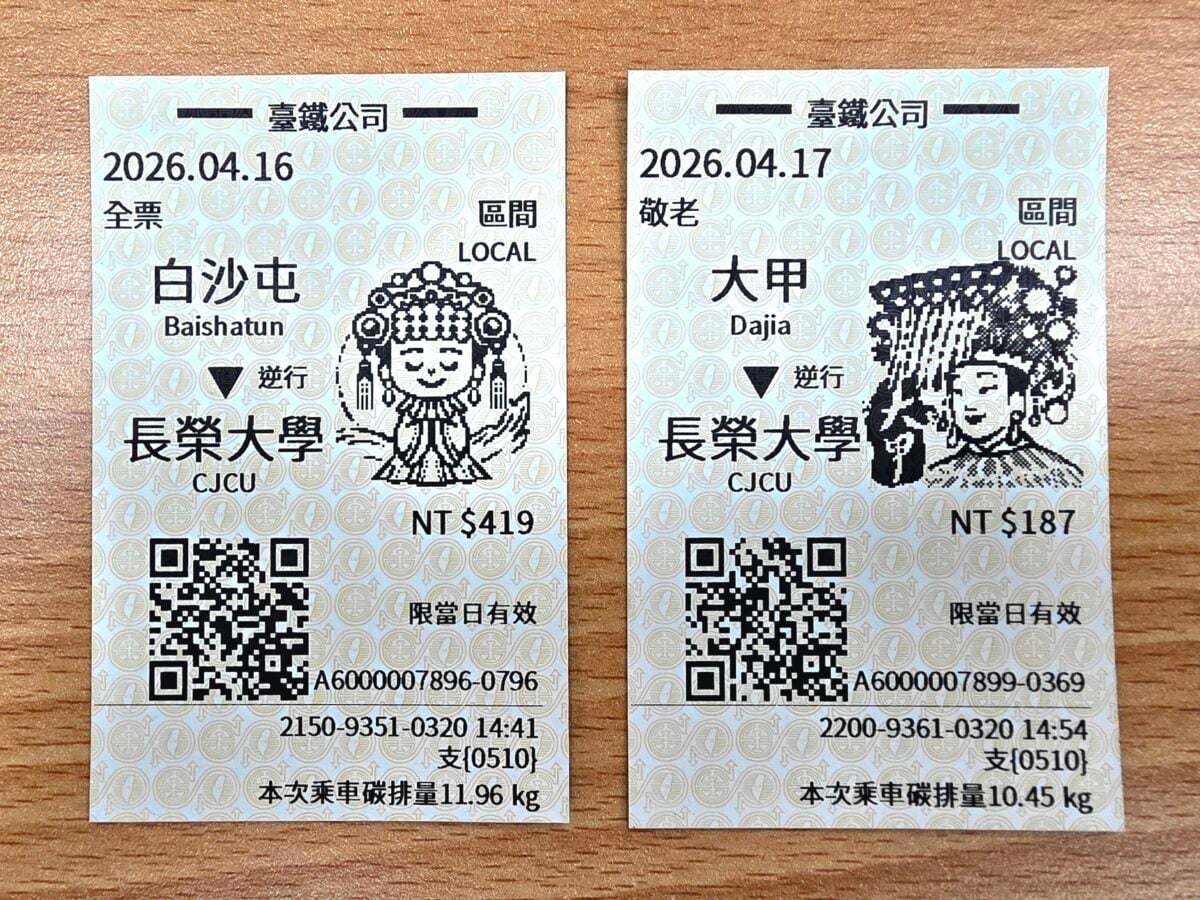 臺鐵公司
2026.04.16
全票 區間
LOCAL
白沙屯
Baishatun
▼ 逆行
長榮大學
CJCU
NT $419
限當日有效
A6000007896-0796
2150-9351-0320 14:41
支{0510}
本次乘車碳排量11.96 kg
臺鐵公司
2026.04.17
敬老 區間
LOCAL
大甲
Dajia
▼ 逆行
長榮大學
CJCU
NT $187
限當日有效
A6000007899-0369
2200-9361-0320 14:54
支{0510}
本次乘車碳排量10.45 kg